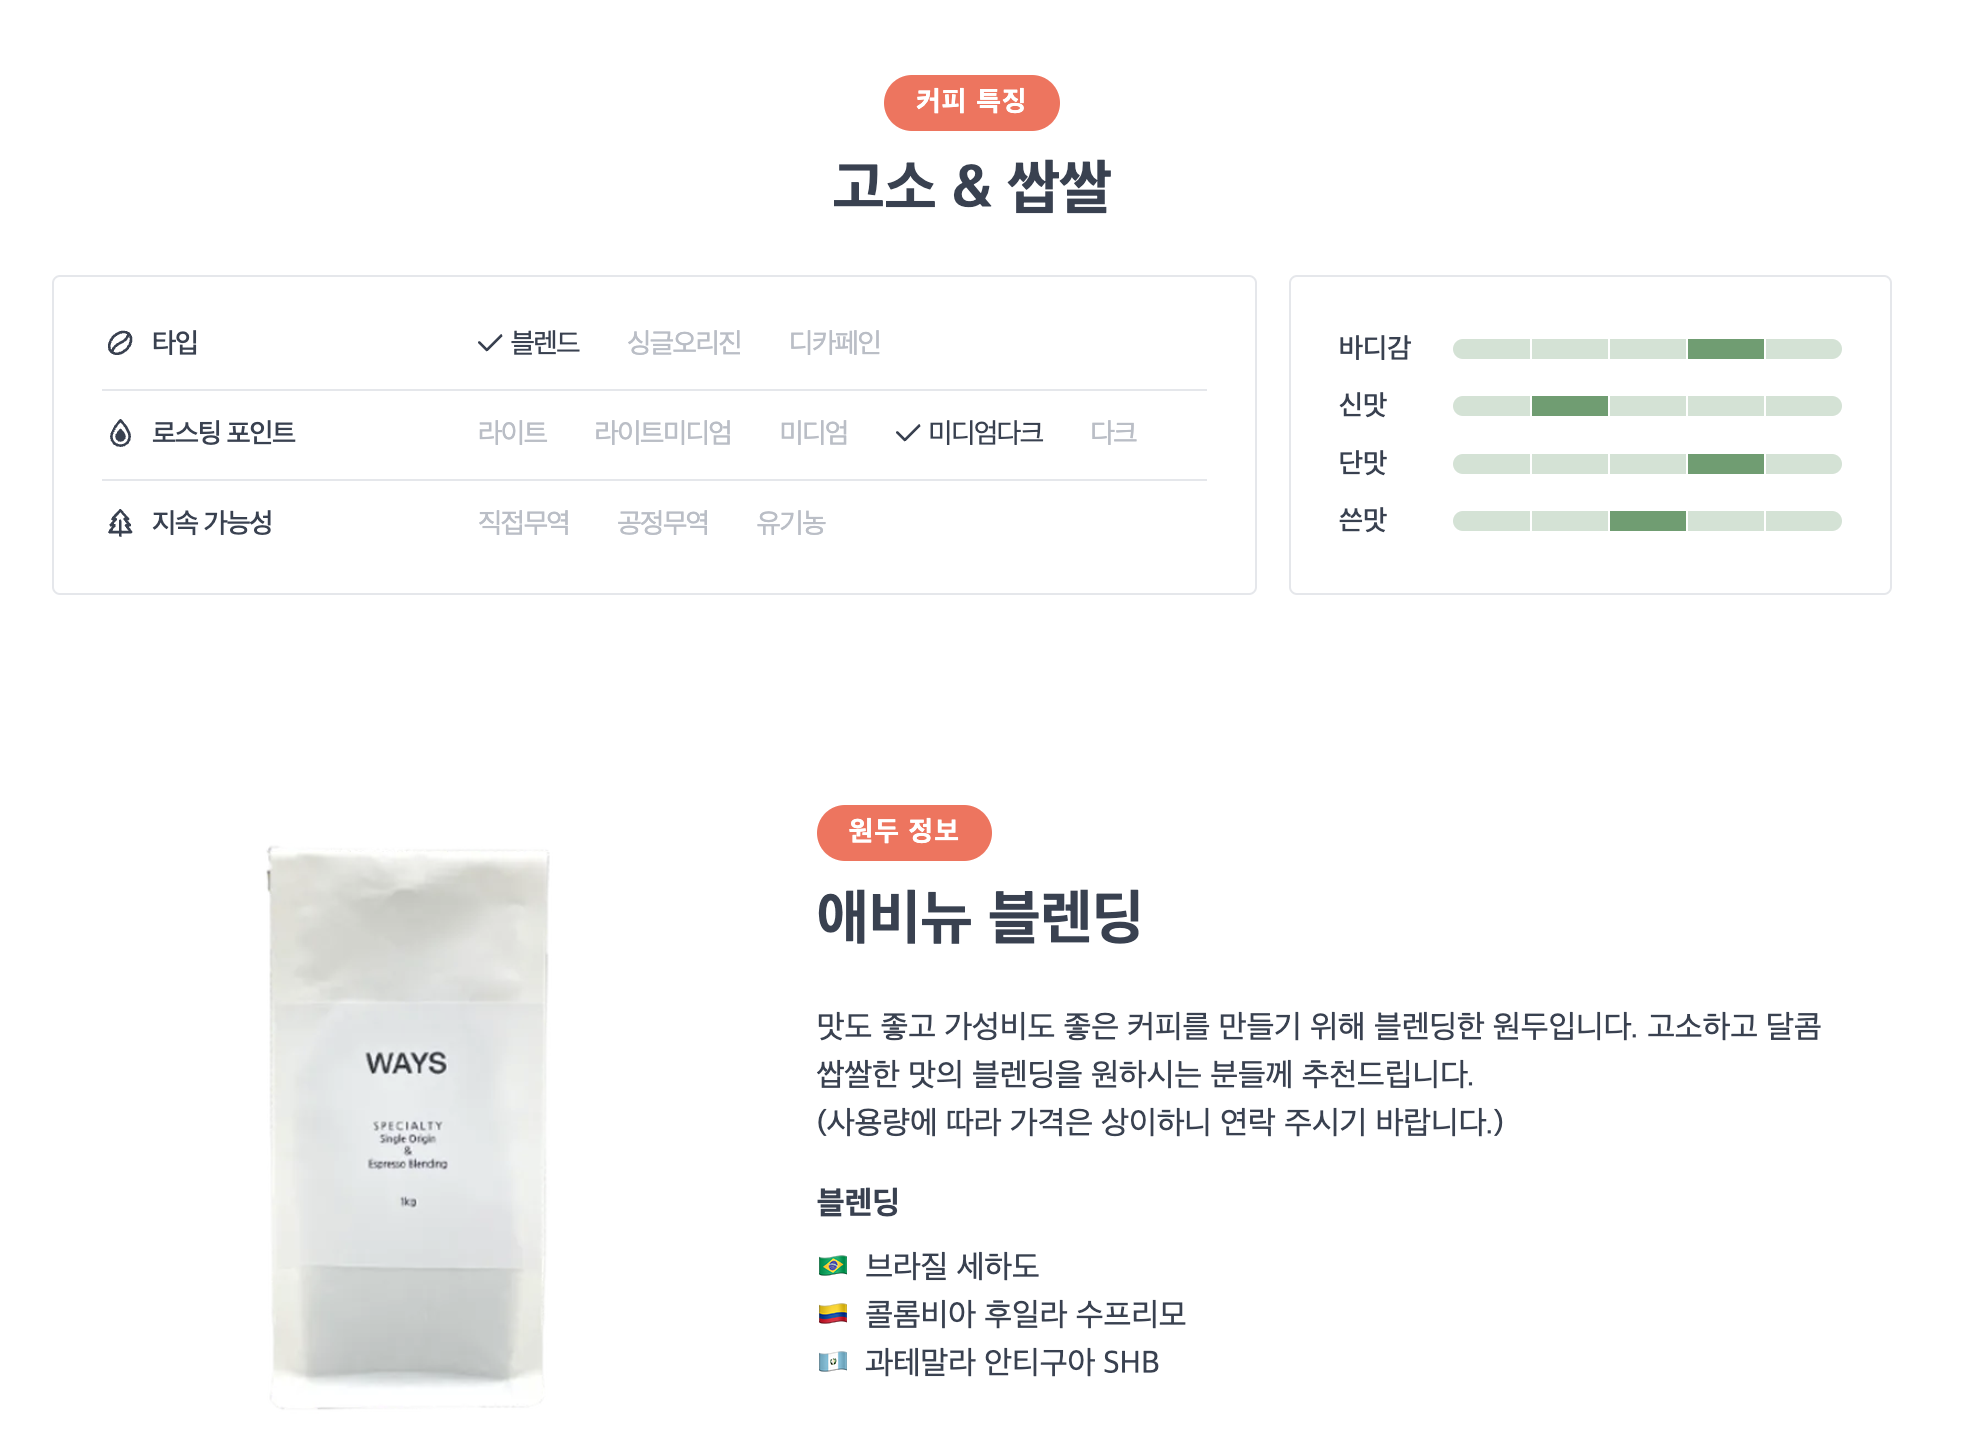 커피 특징
고소 & 쌉쌀
타입 블렌드 싱글오리진 디카페인
로스팅 포인트 라이트 라이트미디엄 미디엄 미디엄다크 다크
지속 가능성 직접무역 공정무역 유기농
바디감
신맛
단맛
쓴맛
원두 정보
애비뉴 블렌딩
맛도 좋고 가성비도 좋은 커피를 만들기 위해 블렌딩한 원두입니다. 고소하고 달콤
쌉쌀한 맛의 블렌딩을 원하시는 분들께 추천드립니다.
(사용량에 따라 가격은 상이하니 연락 주시기 바랍니다.)
블렌딩
브라질 세하도
콜롬비아 후일라 수프리모
과테말라 안티구아 SHB
WAYS
SPECIALTY
Single Origin
&
Espresso Blending
1kg